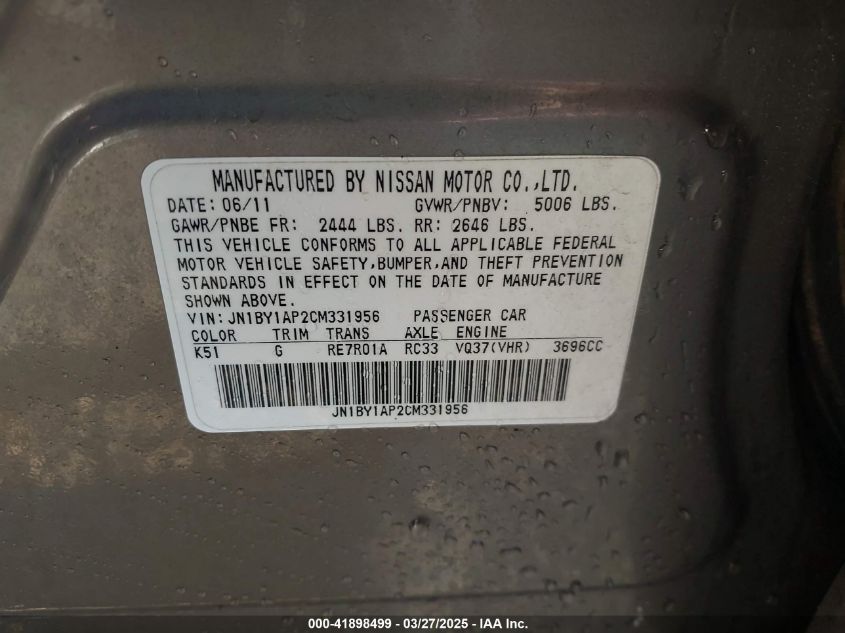 MANUFACTURED BY NISSAN MOTOR CO.,LTD.
DATE: 06/11 GVWR/PNBV: 5006 LBS.
GAWR/PNBE FR: 2444 LBS. RR: 2646 LBS.
THIS VEHICLE CONFORMS TO ALL APPLICABLE FEDERAL
MOTOR VEHICLE SAFETY,BUMPER,AND THEFT PREVENTION
STANDARDS IN EFFECT ON THE DATE OF MANUFACTURE
SHOWN ABOVE.
VIN: JN1BY1AP2CM331956 PASSENGER CAR
COLOR TRIM TRANS AXLE ENGINE
K51 G RE7R01A RC33 VQ37(VHR) 3696CC
JN1BY1AP2CM331956
000-41898499 - 03/27/2025 - IAA Inc.